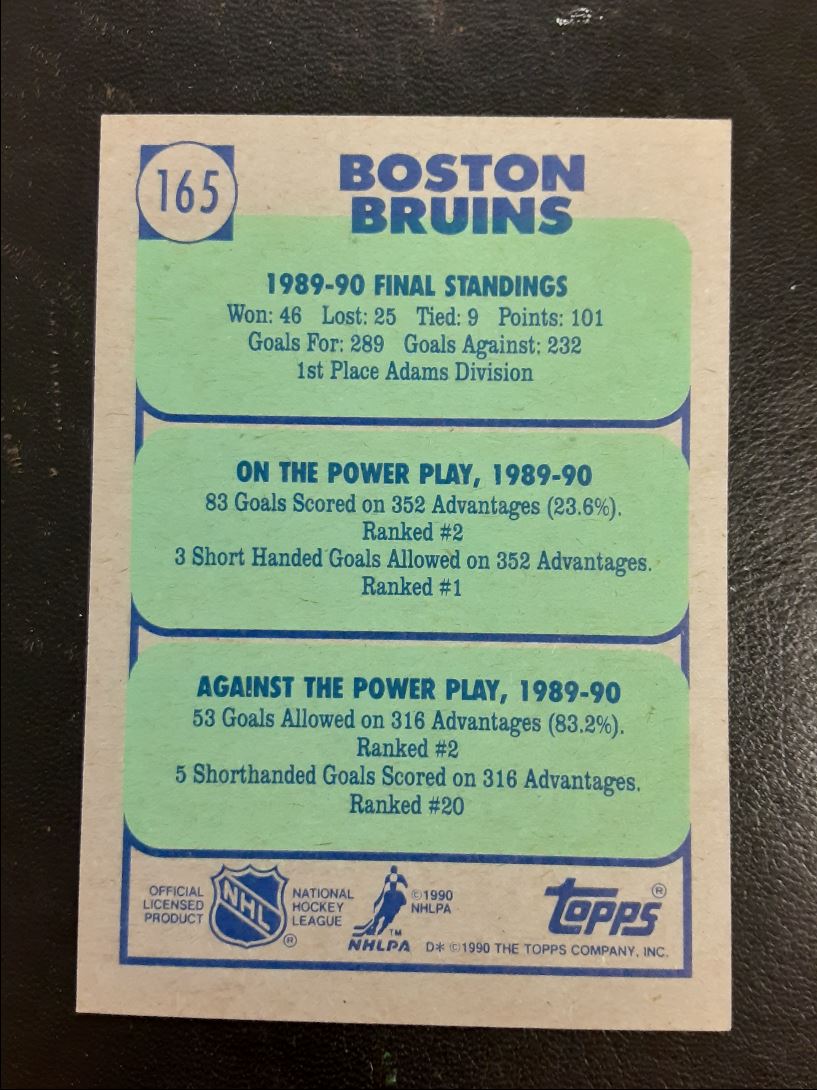 165
BOSTON
BRUINS
1989-90 FINAL STANDINGS
Won: 46 Lost: 25 Tied: 9 Points: 101
Goals For: 289 Goals Against: 232
1st Place Adams Division
ON THE POWER PLAY, 1989-90
83 Goals Scored on 352 Advantages (23.6%).
Ranked #2
3 Short Handed Goals Allowed on 352 Advantages.
Ranked #1
AGAINST THE POWER PLAY, 1989-90
53 Goals Allowed on 316 Advantages (83.2%).
Ranked #2
5 Shorthanded Goals Scored on 316 Advantages.
Ranked #20
OFFICIAL
LICENSED
PRODUCT
NHL
®
NATIONAL
HOCKEY
LEAGUE
TM
NHLPA
©1990
NHLPA
Topps®
D* ©1990 THE TOPPS COMPANY, INC.